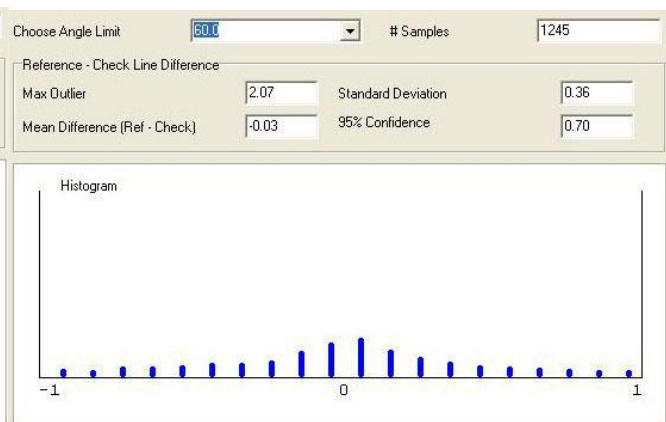 Choose Angle Limit 60.0 # Samples 1245
Reference - Check Line Difference
Max Outlier 2.07 Standard Deviation 0.36
Mean Difference (Ref - Check) -0.03 95% Confidence 0.70
Histogram
-1 0 1